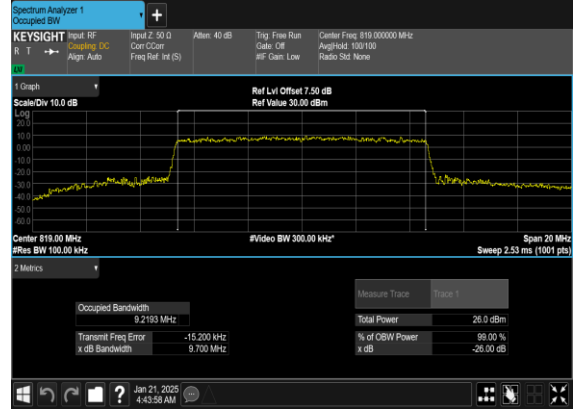 Spectrum Analyzer 1
Occupied BW
+
KEYSIGHT Input: RF Input Z: 50 Ω Atten: 40 dB Trig: Free Run Center Freq: 819.000000 MHz
R T Coupling: DC Corr CCorr Gate: Off Avg|Hold: 100/100
Align: Auto Freq Ref: Int (S) #IF Gain: Low Radio Std: None
LM
1 Graph
Ref Lvl Offset 7.50 dB
Scale/Div 10.0 dB Ref Value 30.00 dBm
Log
20.0
10.0
0.00
-10.0
-20.0
-30.0
-40.0
-50.0
-60.0
Center 819.00 MHz #Video BW 300.00 kHz* Span 20 MHz
#Res BW 100.00 kHz Sweep 2.53 ms (1001 pts)
2 Metrics
Measure Trace Trace 1
Occupied Bandwidth
9.2193 MHz Total Power 26.0 dBm
Transmit Freq Error -15.200 kHz % of OBW Power 99.00 %
x dB Bandwidth 9.700 MHz x dB -26.00 dB
? Jan 21, 2025
4:43:58 AM